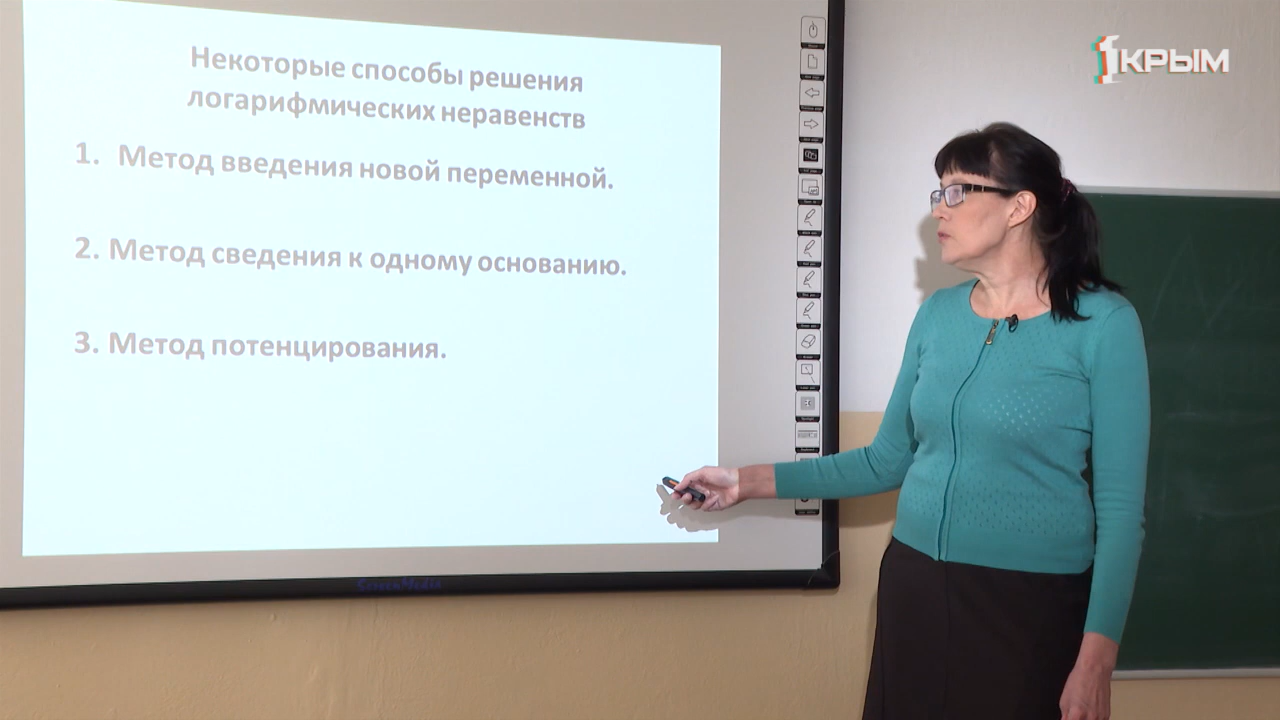 Некоторые способы решения
логарифмических неравенств
1. Метод введения новой переменной.
2. Метод сведения к одному основанию.
3. Метод потенцирования.
1КРЫМ
ScreenMedia